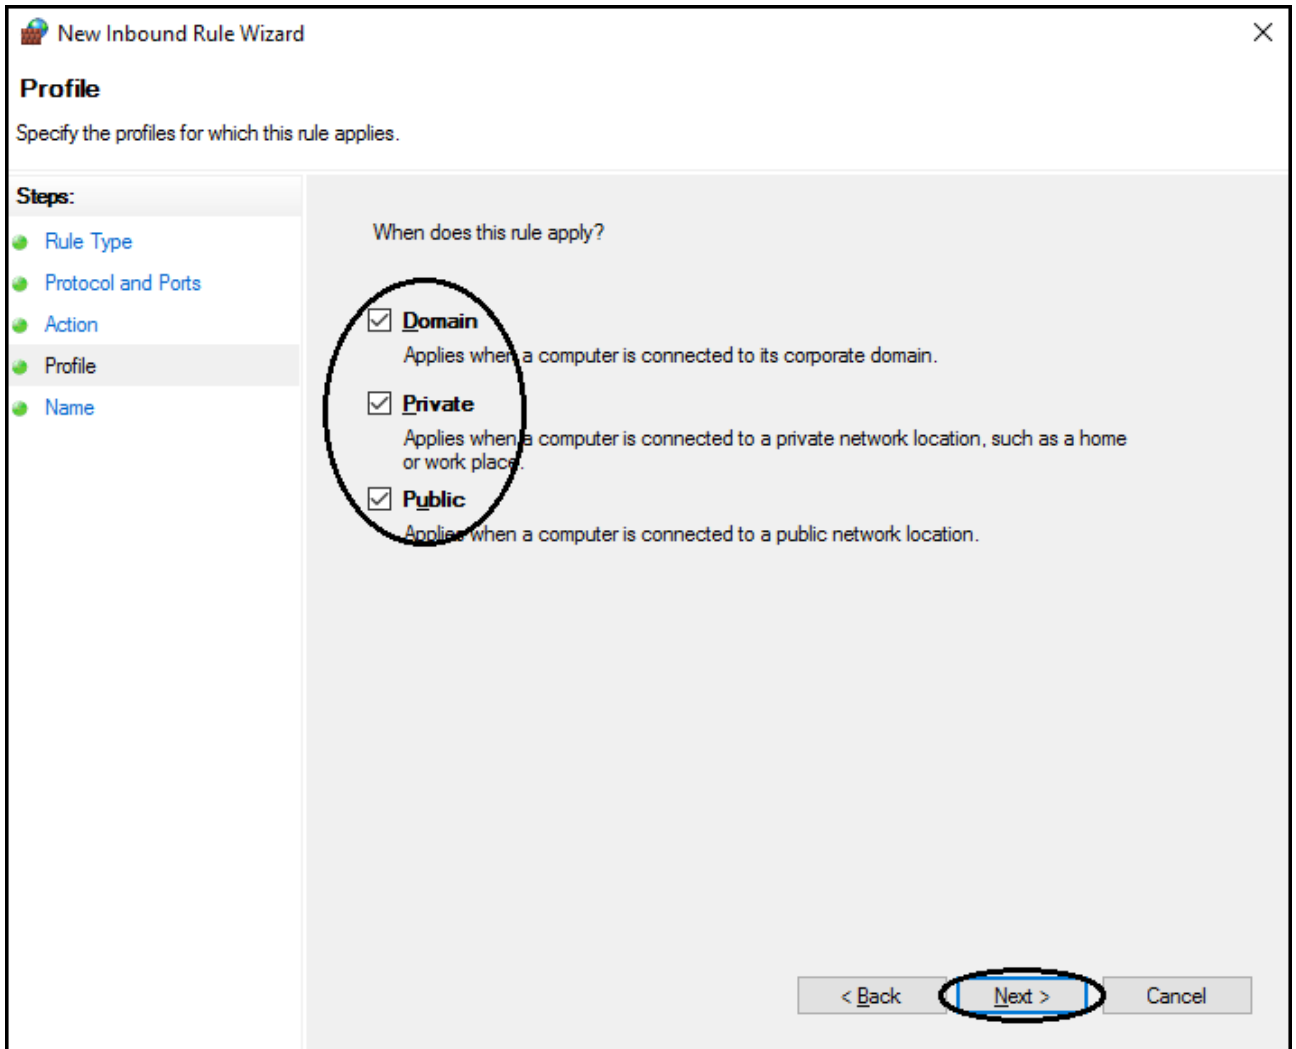 New Inbound Rule Wizard
Profile
Specify the profiles for which this rule applies.
Steps:
Rule Type
Protocol and Ports
Action
Profile
Name
When does this rule apply?
Domain
Applies when a computer is connected to its corporate domain.
Private
Applies when a computer is connected to a private network location, such as a home
or work place.
Public
Applies when a computer is connected to a public network location.
< Back
Next >
Cancel